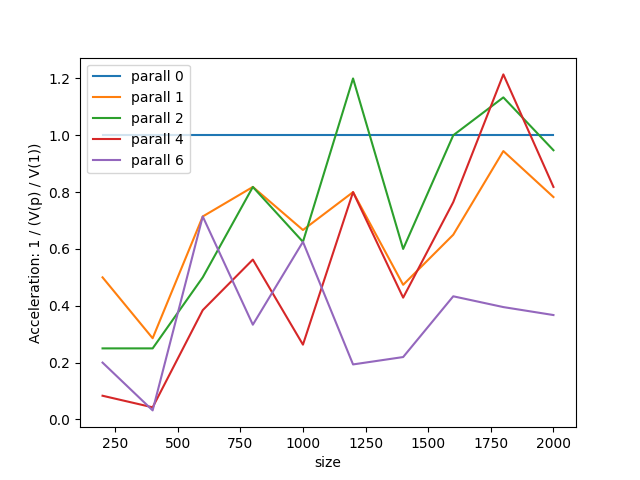 parall 0
parall 1
parall 2
parall 4
parall 6
1.2
1.0
0.8
0.6
0.4
0.2
0.0
Acceleration: 1 / (V(p) / V(1))
250 500 750 1000 1250 1500 1750 2000
size